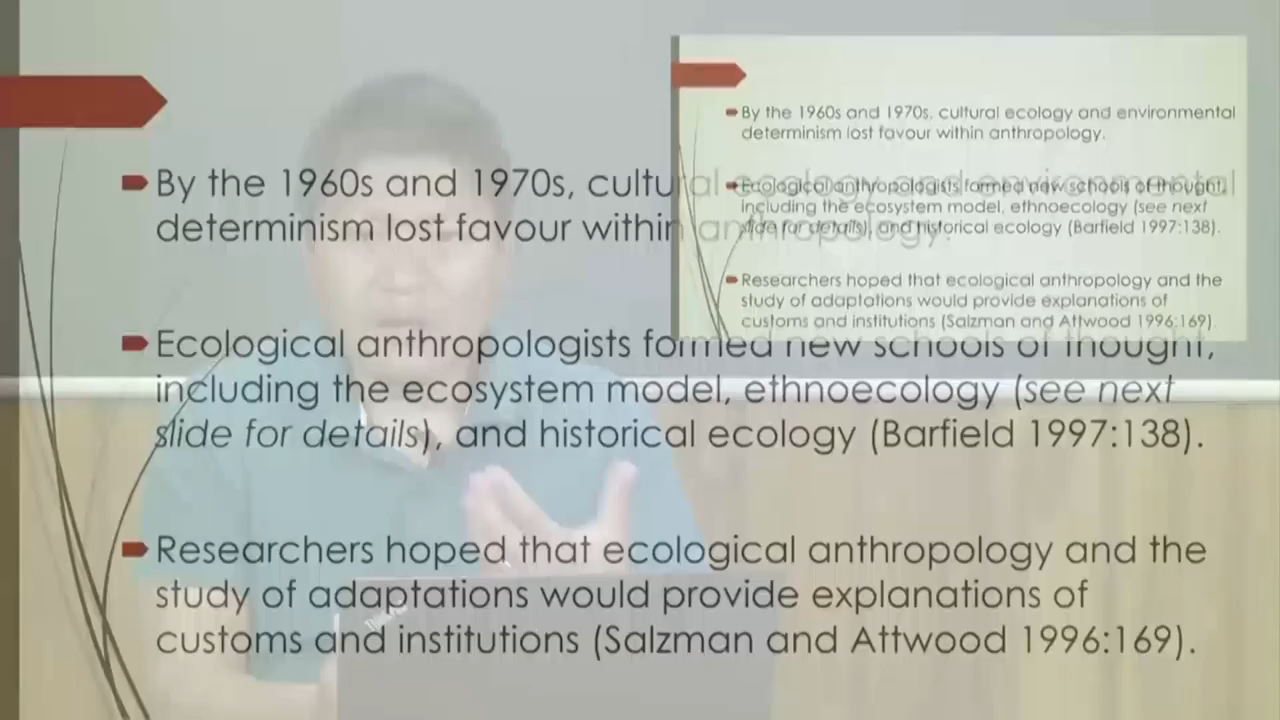 By the 1960s and 1970s, cultural ecology and environmental
determinism lost favour within anthropology.
Ecological anthropologists formed new schools of thought,
including the ecosystem model, ethnoecology (see next
slide for details), and historical ecology (Barfield 1997:138).
Researchers hoped that ecological anthropology and the
study of adaptations would provide explanations of
customs and institutions (Salzman and Attwood 1996:169).
By the 1960s and 1970s, cultural ecology and environmental
determinism lost favour within anthropology.
Ecological anthropologists formed new schools of thought,
including the ecosystem model, ethnoecology (see next
slide for details), and historical ecology (Barfield 1997:138).
Researchers hoped that ecological anthropology and the
study of adaptations would provide explanations of
customs and institutions (Salzman and Attwood 1996:169).